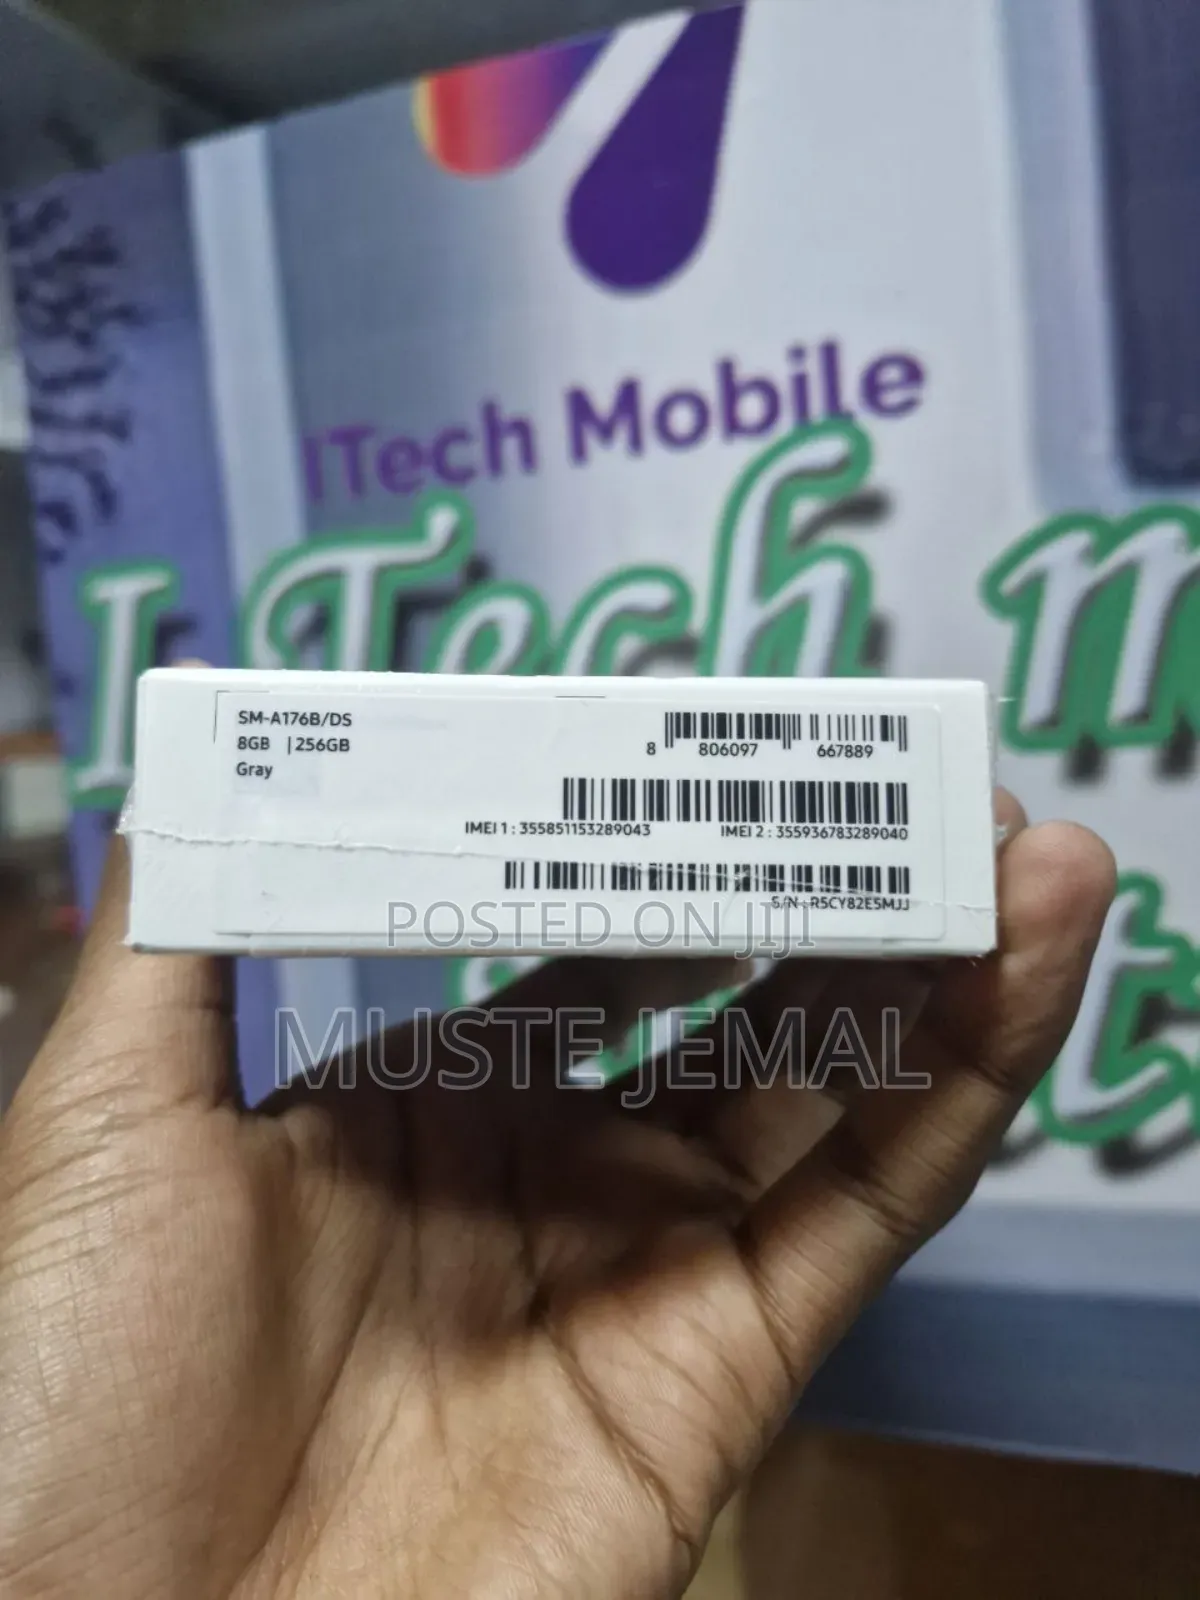 ITech Mobile
I Tech m
SM-A176B/DS
8GB | 256GB
Gray
8 806097 667889
IMEI 1 : 355851153289043 IMEI 2 : 355936783289040
S/N : R5CY82E5MJJ
POSTED ON JIJI
MUSTE JEMAL